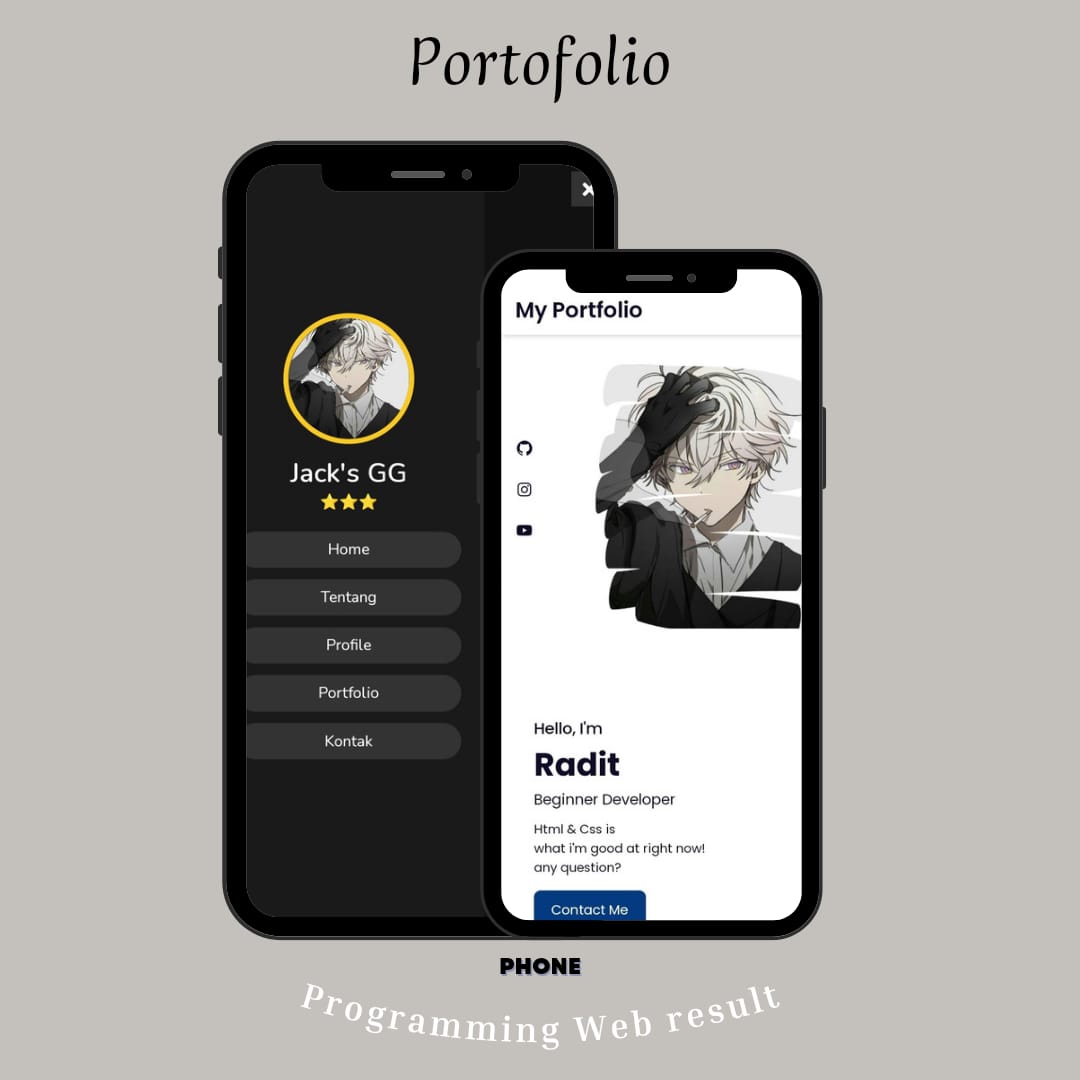 Portofolio
Jack's GG
Home
Tentang
Profile
Portfolio
Kontak
My Portfolio
Hello, I'm
Radit
Beginner Developer
Html & Css is
what i'm good at right now!
any question?
Contact Me
PHONE
Programming Web result